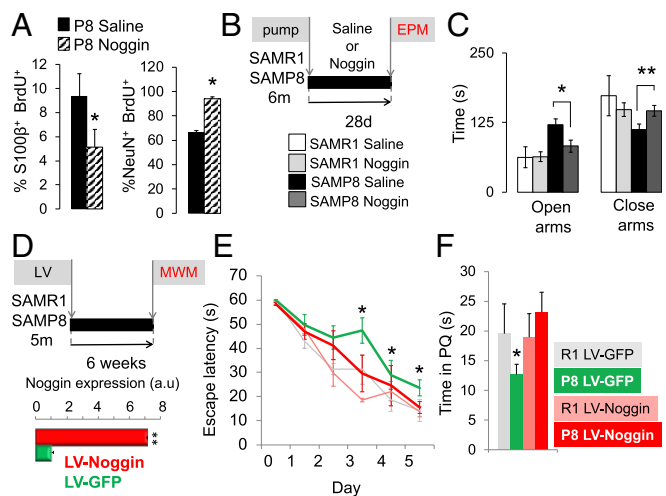 A
P8 Saline
P8 Noggin
% S100β⁺ BrdU⁺
14
12
10
8
6
4
2
0
*
%NeuN⁺ BrdU⁺
140
120
100
80
60
40
20
0
*
B
pump
Saline
or
Noggin
EPM
SAMR1
SAMP8
6m
28d
SAMR1 Saline
SAMR1 Noggin
SAMP8 Saline
SAMP8 Noggin
C
Time (s)
250
125
0
*
**
Open
arms
Close
arms
D
LV
MWM
SAMR1
SAMP8
5m
6 weeks
Noggin expression (a.u)
0 2 4 6 8
**
LV-Noggin
LV-GFP
E
Escape latency (s)
70
60
50
40
30
20
10
0
* * *
0 1 2 3 4 5
Day
F
Time in PQ (s)
30
25
20
15
10
5
0
*
R1 LV-GFP
P8 LV-GFP
R1 LV-Noggin
P8 LV-Noggin